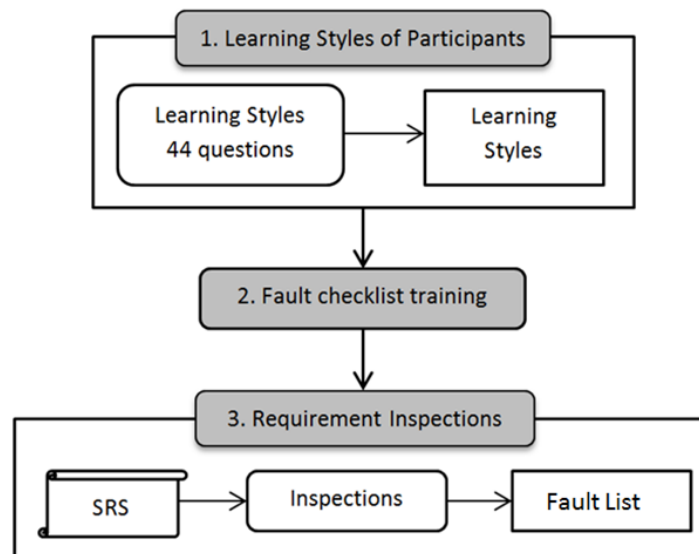 1. Learning Styles of Participants
Learning Styles
44 questions
Learning
Styles
2. Fault checklist training
3. Requirement Inspections
SRS
Inspections
Fault List